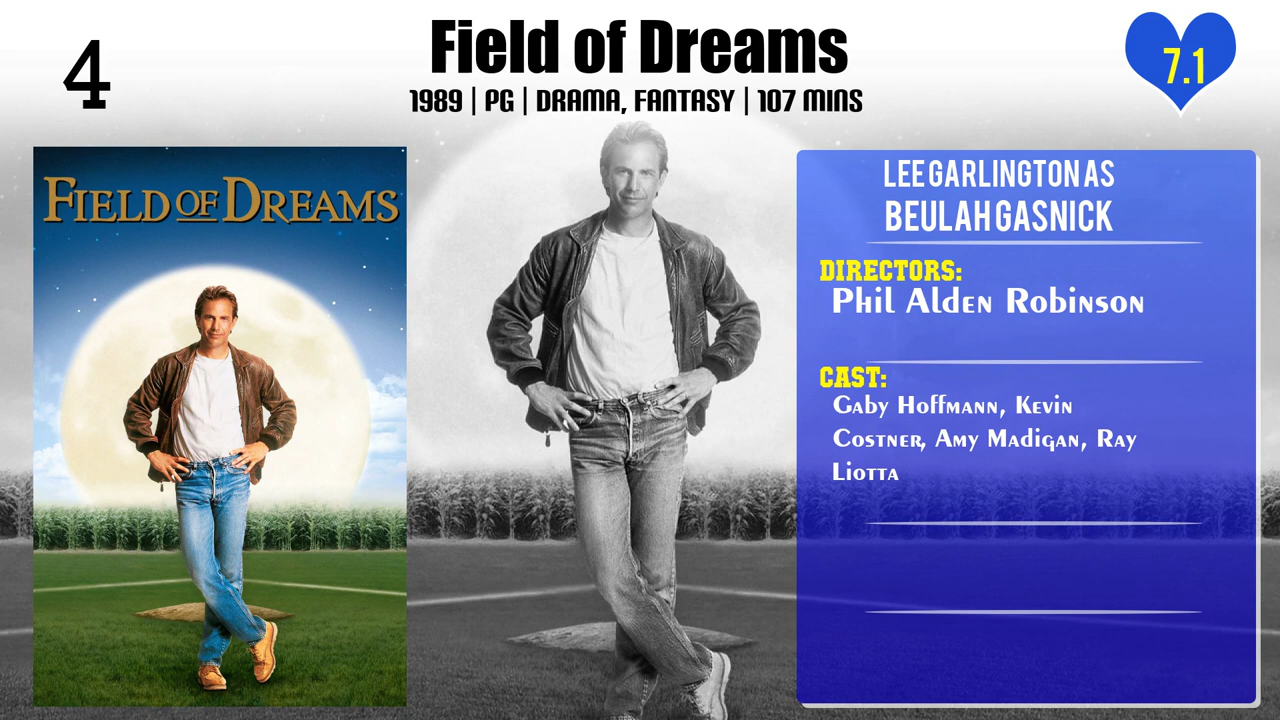 4
Field of Dreams
1989 | PG | DRAMA, FANTASY | 107 MINS
7.1
FIELD OF DREAMS
LEE GARLINGTON AS
BEULAH GASNICK
DIRECTORS:
Phil Alden Robinson
CAST:
Gaby Hoffmann, Kevin
Costner, Amy Madigan, Ray
Liotta